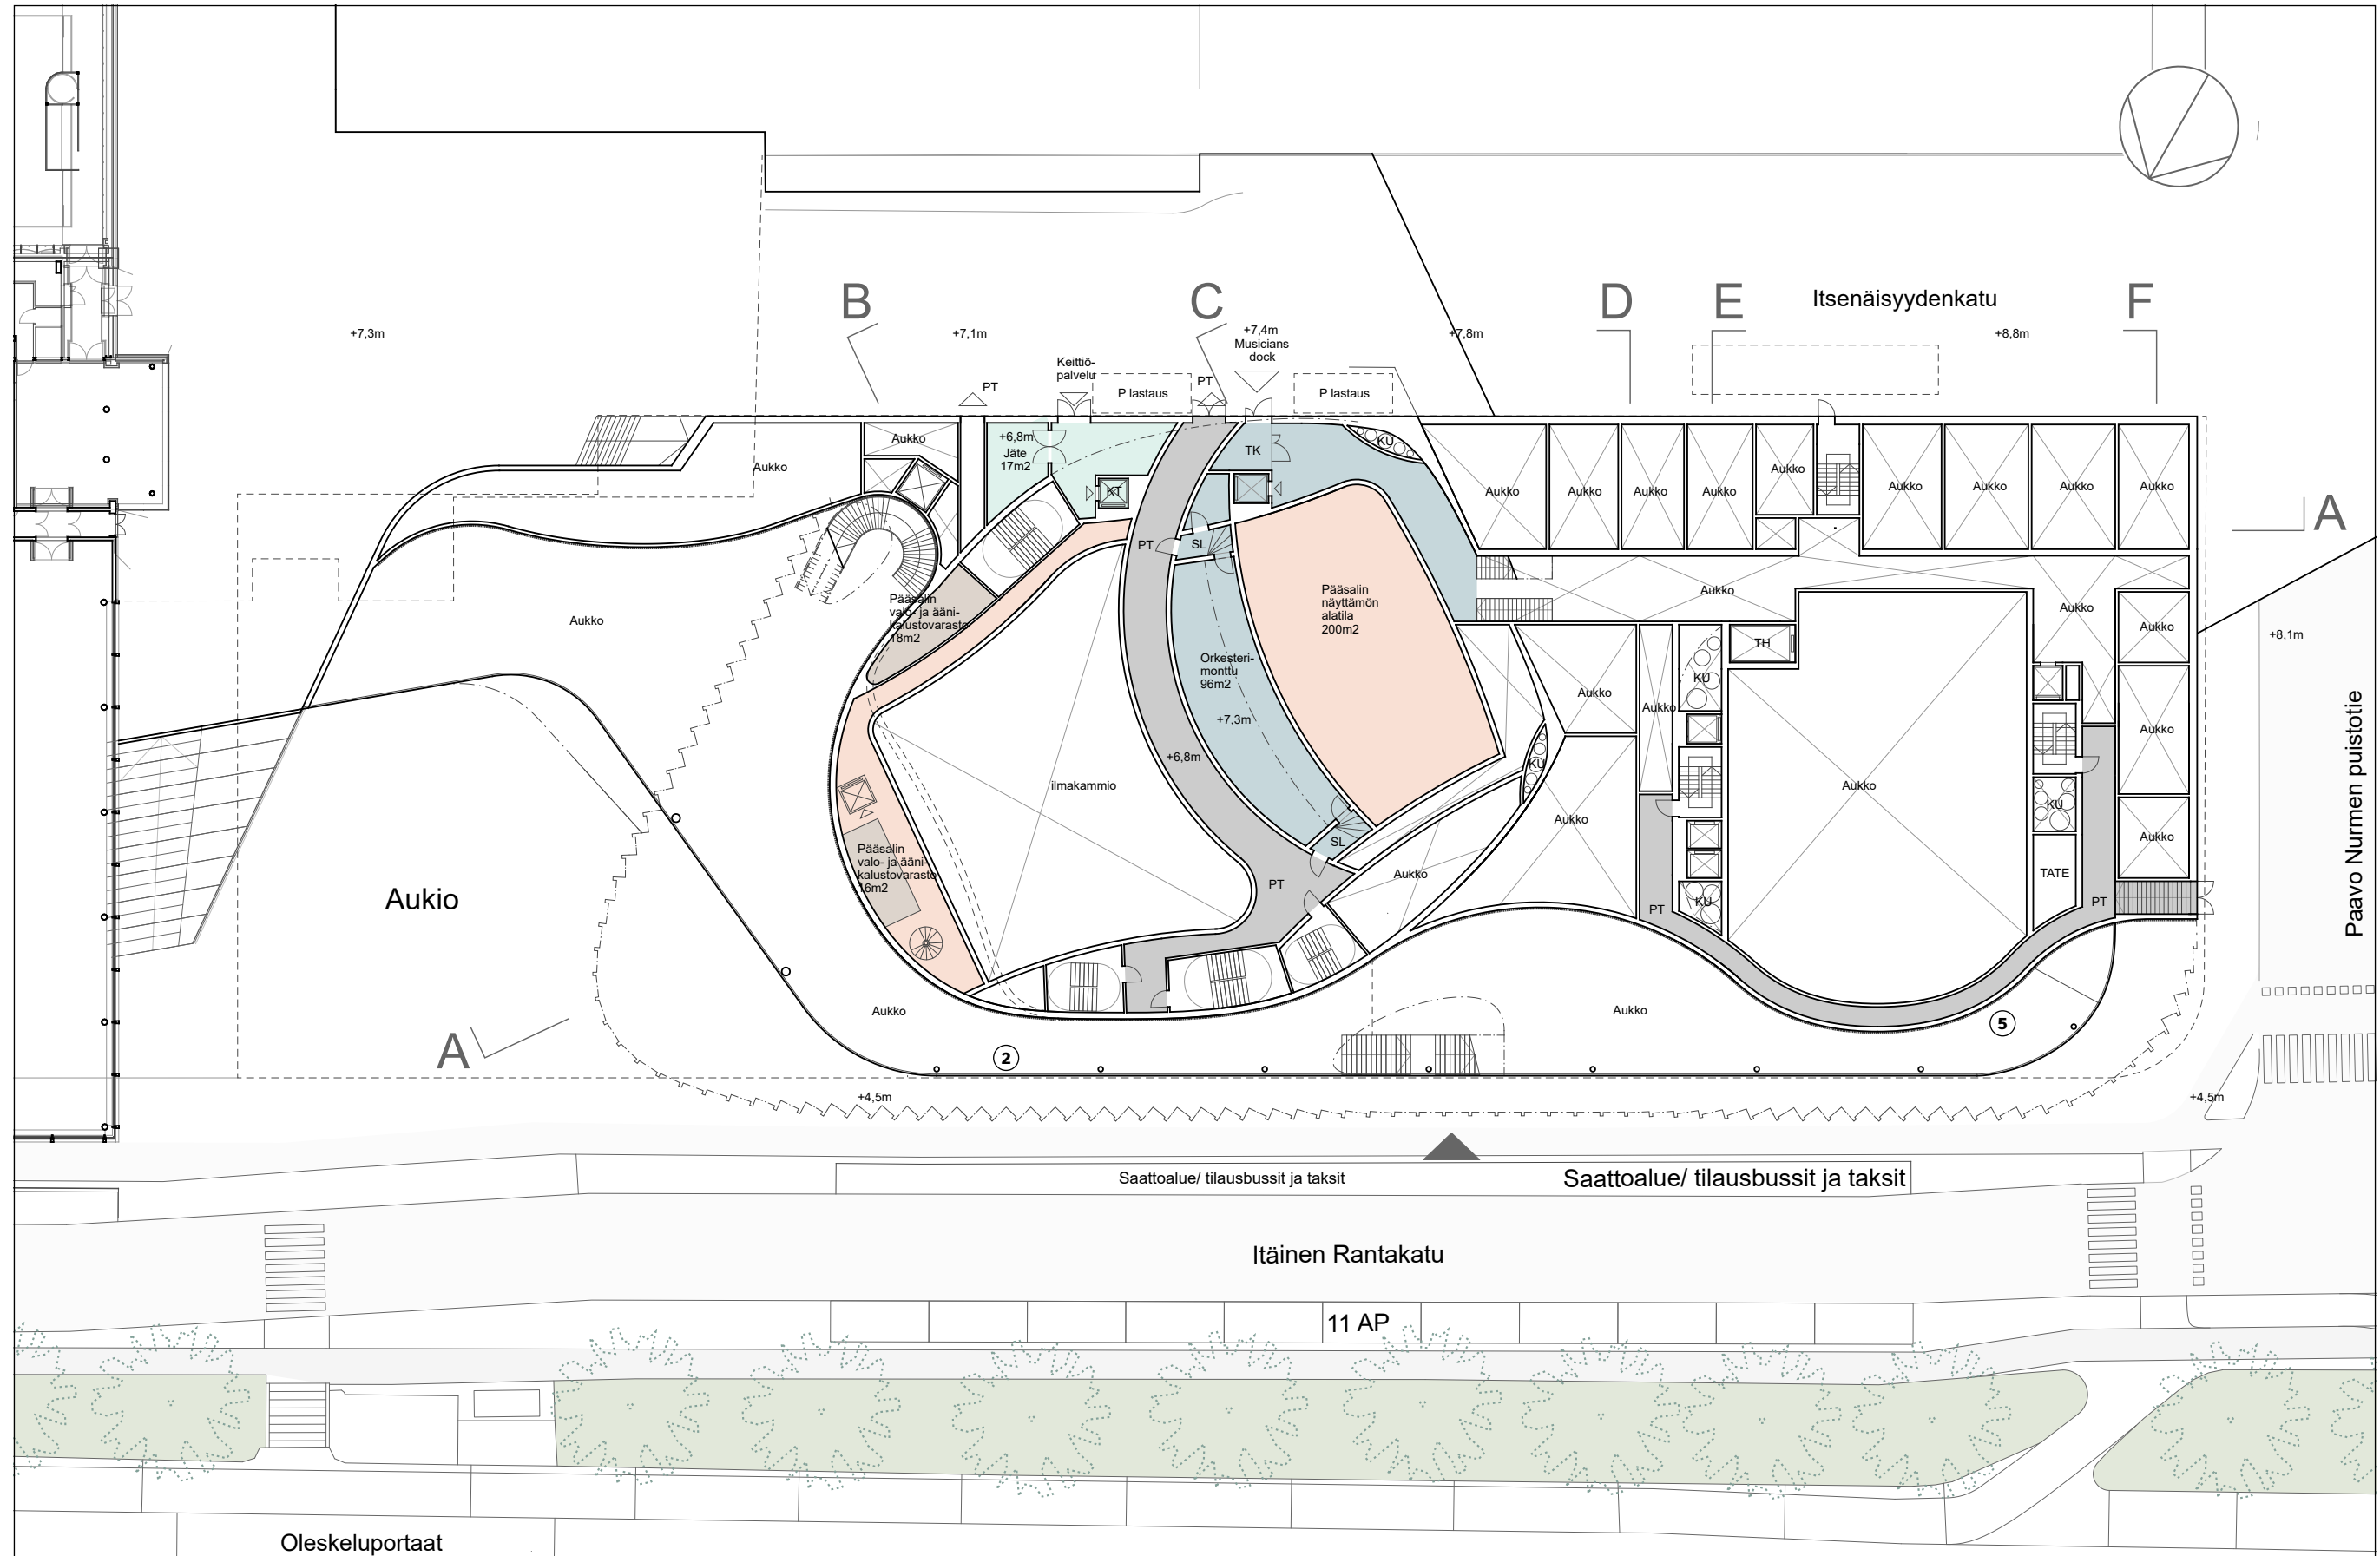 B
C
D
E
Itsenäisyydenkatu
F
+7,3m
+7,1m
+7,4m
Musicians
dock
+7,8m
+8,8m
Keittiö-
palvelu
PT
P lastaus
PT
P lastaus
Aukko
+6,8m
Jäte
17m2
TK
KU
Aukko
KT
Aukko
Aukko
Aukko
Aukko
Aukko
Aukko
Aukko
Aukko
Aukko
A
PT
SL
Pääsalin
valo- ja ääni-
kalustovarasto
18m2
Pääsalin
näyttämön
alatila
200m2
Aukko
Aukko
Aukko
Aukko
+8,1m
TH
Orkesteri-
monttu
96m2
+7,3m
KU
Aukko
Aukko
Aukko
Paavo Nurmen puistotie
+6,8m
KU
ilmakammio
Aukko
KU
Aukko
Aukko
Pääsalin
valo- ja ääni-
kalustovarasto
16m2
SL
PT
Aukko
TATE
Aukio
PT
KU
PT
Aukko
Aukko
5
A
2
+4,5m
+4,5m
Saattoalue/ tilausbussit ja taksit
Saattoalue/ tilausbussit ja taksit
Itäinen Rantakatu
11 AP
Oleskeluportaat